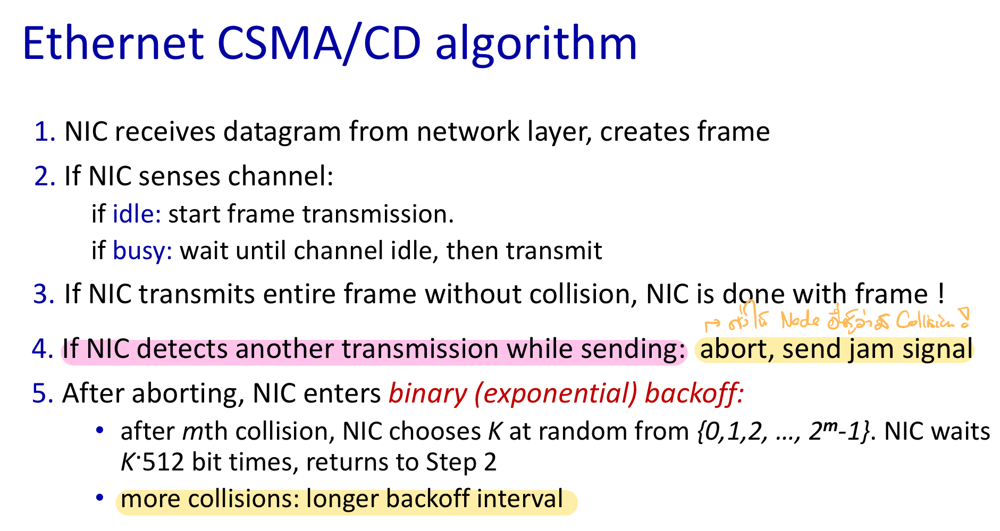 Ethernet CSMA/CD algorithm
1. NIC receives datagram from network layer, creates frame
2. If NIC senses channel:
if idle: start frame transmission.
if busy: wait until channel idle, then transmit
3. If NIC transmits entire frame without collision, NIC is done with frame !
→ ทำให้ Node อื่นรู้ว่ามี Collision !
4. If NIC detects another transmission while sending: abort, send jam signal
5. After aborting, NIC enters binary (exponential) backoff:
• after mth collision, NIC chooses K at random from {0,1,2, …, 2ᵐ-1}. NIC waits
K·512 bit times, returns to Step 2
• more collisions: longer backoff interval